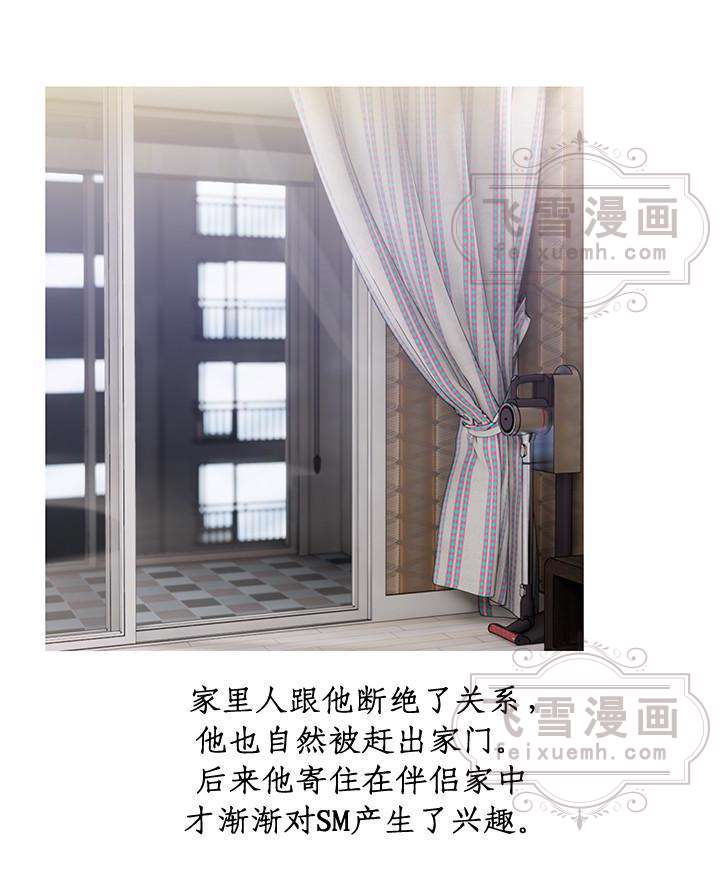 飞雪漫画
feixuemh.com
家里人跟他断绝了关系，
他也自然被赶出家门。
后来他寄住在伴侣家中
才渐渐对SM产生了兴趣。
飞雪漫画
feixuemh.com